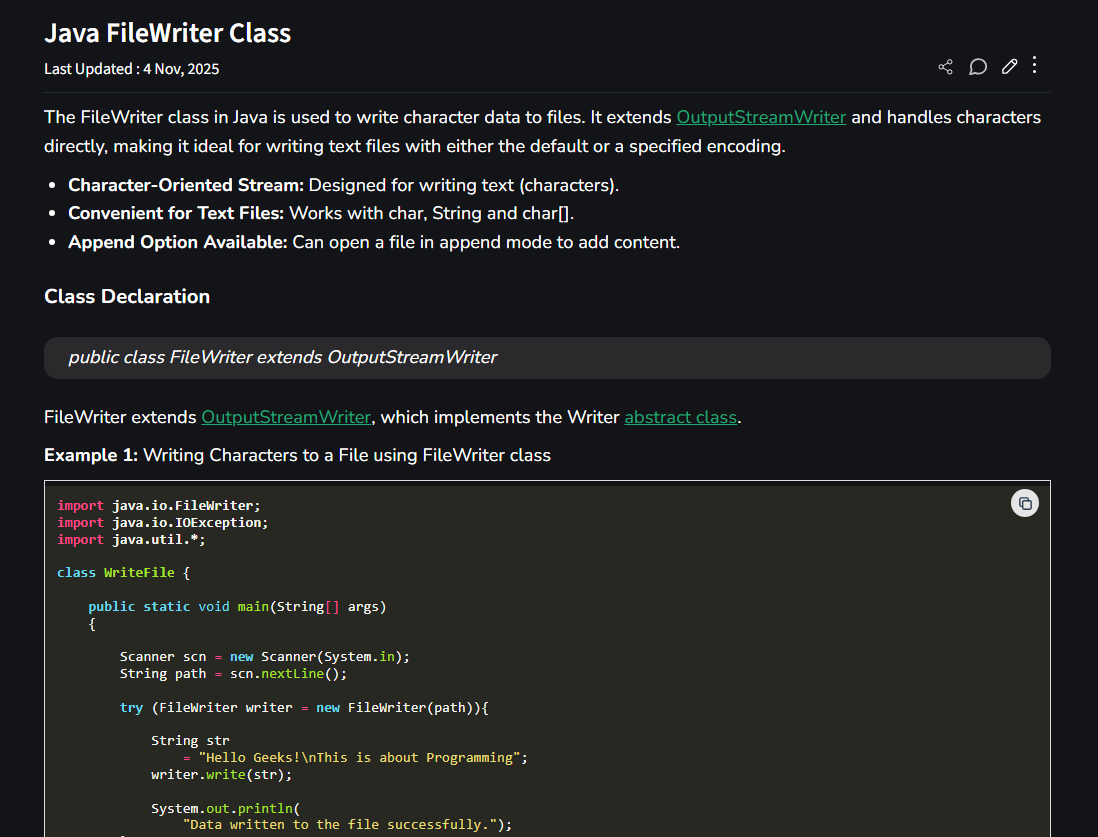 Java FileWriter Class
Last Updated : 4 Nov, 2025
The FileWriter class in Java is used to write character data to files. It extends OutputStreamWriter and handles characters
directly, making it ideal for writing text files with either the default or a specified encoding.
• Character-Oriented Stream: Designed for writing text (characters).
• Convenient for Text Files: Works with char, String and char[].
• Append Option Available: Can open a file in append mode to add content.
Class Declaration
public class FileWriter extends OutputStreamWriter
FileWriter extends OutputStreamWriter, which implements the Writer abstract class.
Example 1: Writing Characters to a File using FileWriter class
import java.io.FileWriter;
import java.io.IOException;
import java.util.*;
class WriteFile {
    public static void main(String[] args)
    {
        Scanner scn = new Scanner(System.in);
        String path = scn.nextLine();
        try (FileWriter writer = new FileWriter(path)){
            String str
                = "Hello Geeks!\nThis is about Programming";
            writer.write(str);
            System.out.println(
                "Data written to the file successfully.");